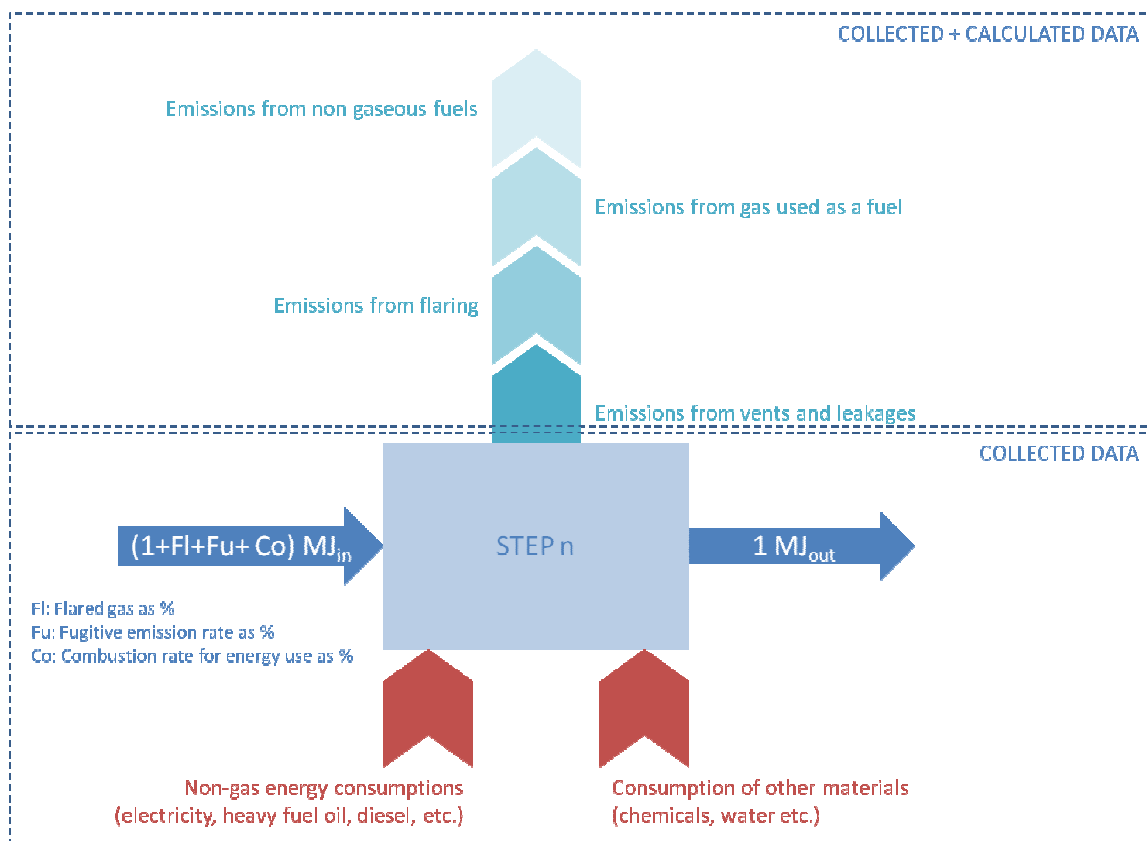 COLLECTED + CALCULATED DATA
Emissions from non gaseous fuels
Emissions from gas used as a fuel
Emissions from flaring
Emissions from vents and leakages
COLLECTED DATA
(1+Fl+Fu+ Co) MJin
STEP n
1 MJout
Fl: Flared gas as %
Fu: Fugitive emission rate as %
Co: Combustion rate for energy use as %
Non-gas energy consumptions
(electricity, heavy fuel oil, diesel, etc.)
Consumption of other materials
(chemicals, water etc.)